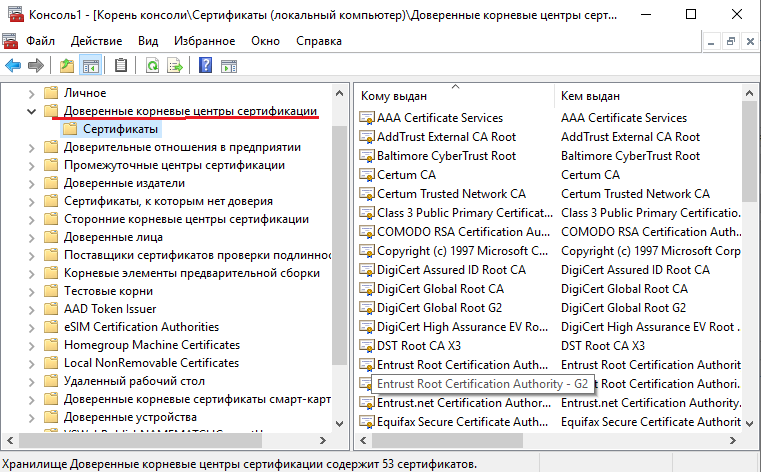 Консоль1 - [Корень консоли\Сертификаты (локальный компьютер)\Доверенные корневые центры серт...
Файл Действие Вид Избранное Окно Справка
Личное
Доверенные корневые центры сертификации
Сертификаты
Доверительные отношения в предприятии
Промежуточные центры сертификации
Доверенные издатели
Сертификаты, к которым нет доверия
Сторонние корневые центры сертификации
Доверенные лица
Поставщики сертификатов проверки подлиннос
Корневые элементы предварительной сборки
Тестовые корни
AAD Token Issuer
eSIM Certification Authorities
Homegroup Machine Certificates
Local NonRemovable Certificates
Удаленный рабочий стол
Доверенные корневые сертификаты смарт-карт
Доверенные устройства
Кому выдан Кем выдан
AAA Certificate Services AAA Certificate Services
AddTrust External CA Root AddTrust External CA Root
Baltimore CyberTrust Root Baltimore CyberTrust Root
Certum CA Certum CA
Certum Trusted Network CA Certum Trusted Network CA
Class 3 Public Primary Certificat... Class 3 Public Primary Certificatio.
COMODO RSA Certification Au... COMODO RSA Certification Auth..
Copyright (c) 1997 Microsoft C... Copyright (c) 1997 Microsoft Corp
DigiCert Assured ID Root CA DigiCert Assured ID Root CA
DigiCert Global Root CA DigiCert Global Root CA
DigiCert Global Root G2 DigiCert Global Root G2
DigiCert High Assurance EV Ro... DigiCert High Assurance EV Root
DST Root CA X3 DST Root CA X3
Entrust Root Certification Auth... Entrust Root Certification Authorit
Entrust Root Certification Authority - G2 Root Certification Authorit
Entrust.net Certification Author... Entrust.net Certification Authority.
Equifax Secure Certificate Auth... Equifax Secure Certificate Authorit
Хранилище Доверенные корневые центры сертификации содержит 53 сертификатов.